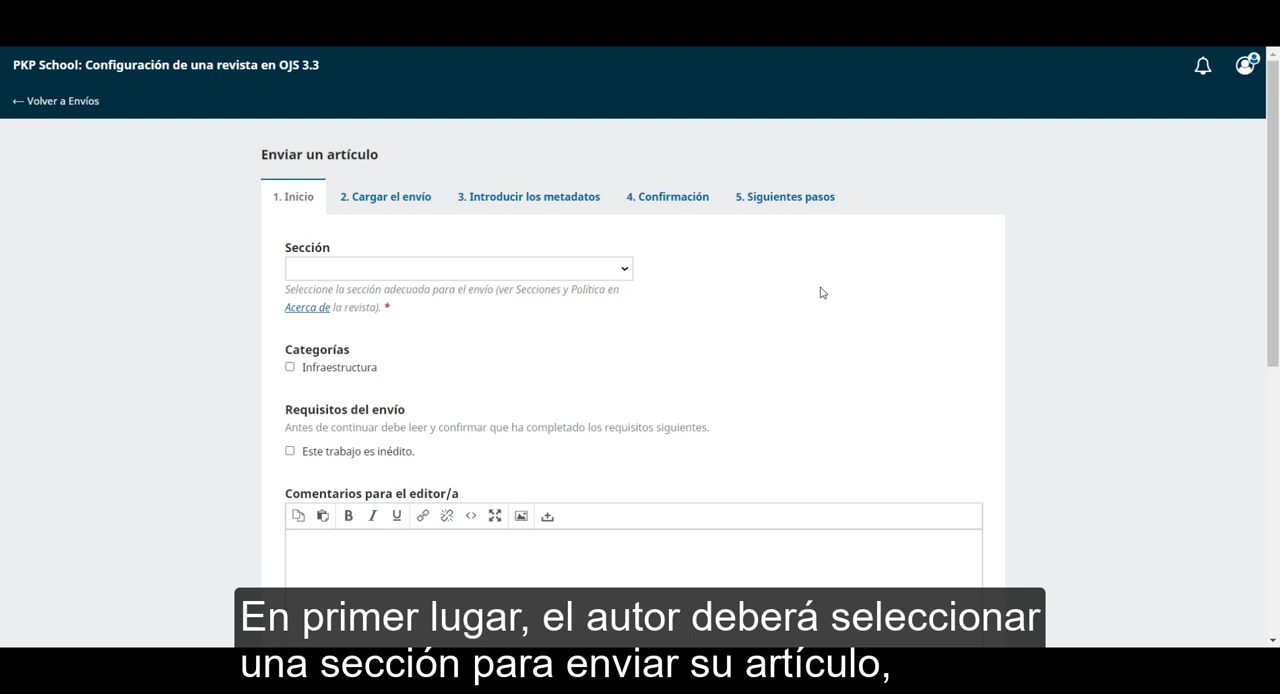 PKP School: Configuración de una revista en OJS 3.3
← Volver a Envíos
Enviar un artículo
1. Inicio 2. Cargar el envío 3. Introducir los metadatos 4. Confirmación 5. Siguientes pasos
Sección
Seleccione la sección adecuada para el envío (ver Secciones y Política en
Acerca de la revista). *
Categorías
Infraestructura
Requisitos del envío
Antes de continuar debe leer y confirmar que ha completado los requisitos siguientes.
Este trabajo es inédito.
Comentarios para el editor/a
B I U
En primer lugar, el autor deberá seleccionar
una sección para enviar su artículo,